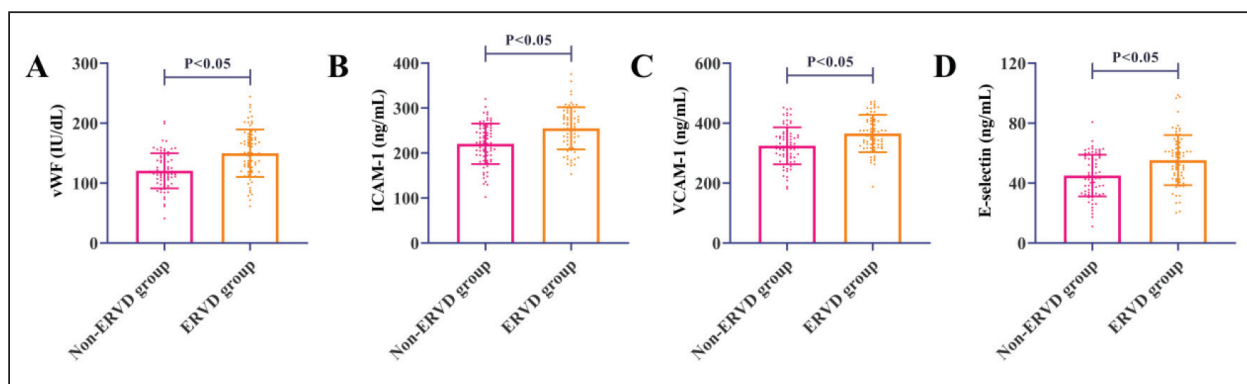 A
P<0.05
vWF (IU/dL)
300
200
100
0
Non-ERVD group
ERVD group
B
P<0.05
ICAM-1 (ng/mL)
400
300
200
100
0
Non-ERVD group
ERVD group
C
P<0.05
VCAM-1 (ng/mL)
600
400
200
0
Non-ERVD group
ERVD group
D
P<0.05
E-selectin (ng/mL)
120
80
40
0
Non-ERVD group
ERVD group